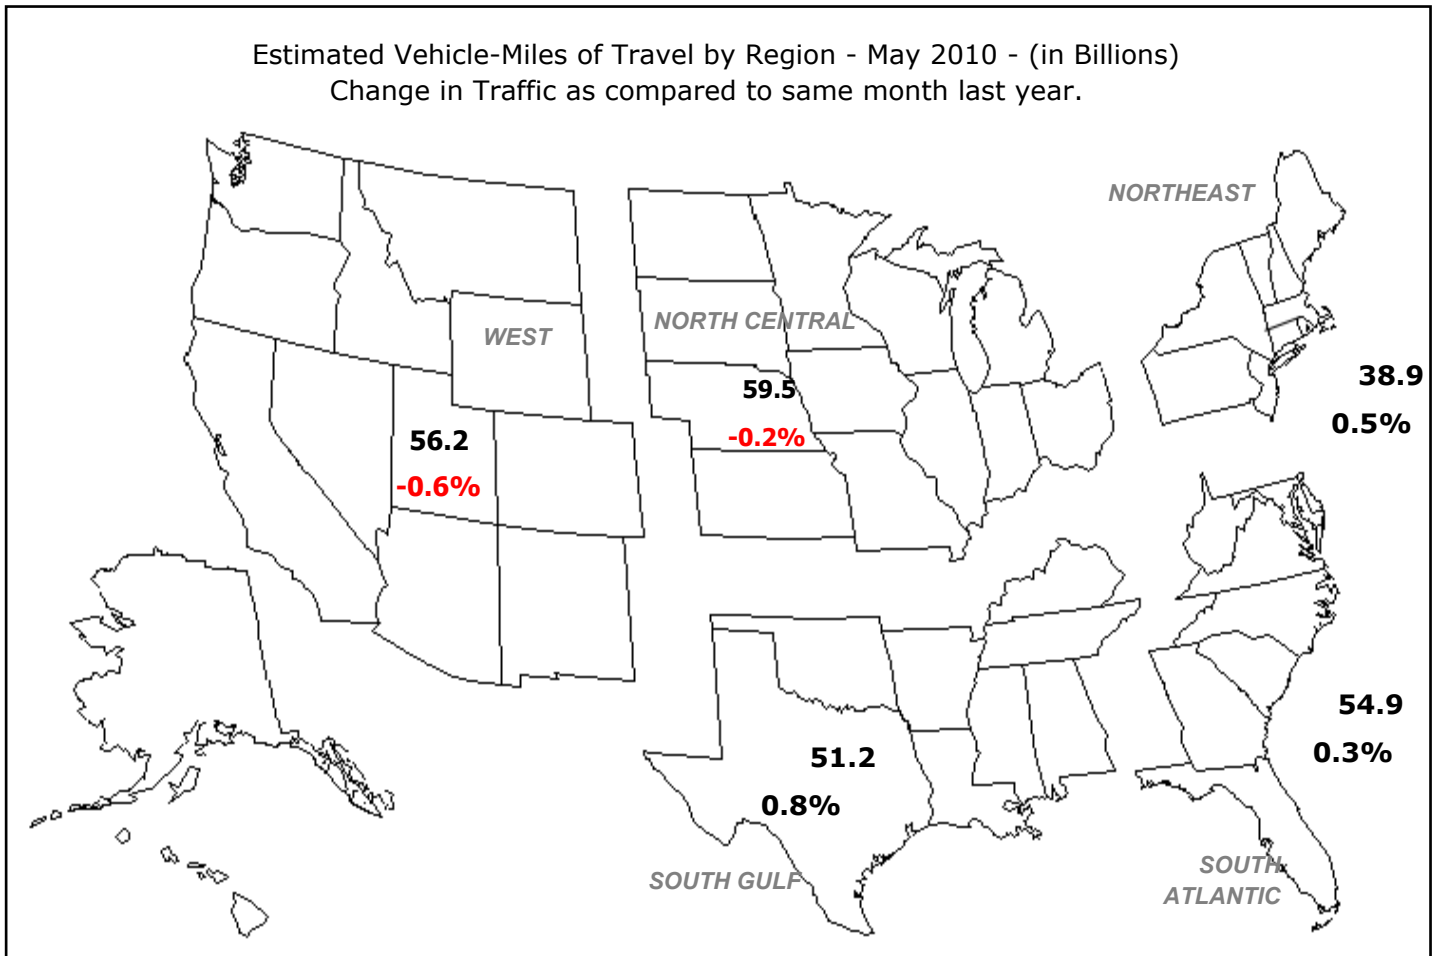 Estimated Vehicle-Miles of Travel by Region - May 2010 - (in Billions)
Change in Traffic as compared to same month last year.
NORTHEAST
WEST
NORTH CENTRAL
38.9
0.5%
59.5
-0.2%
56.2
-0.6%
54.9
0.3%
51.2
0.8%
SOUTH GULF
SOUTH
ATLANTIC